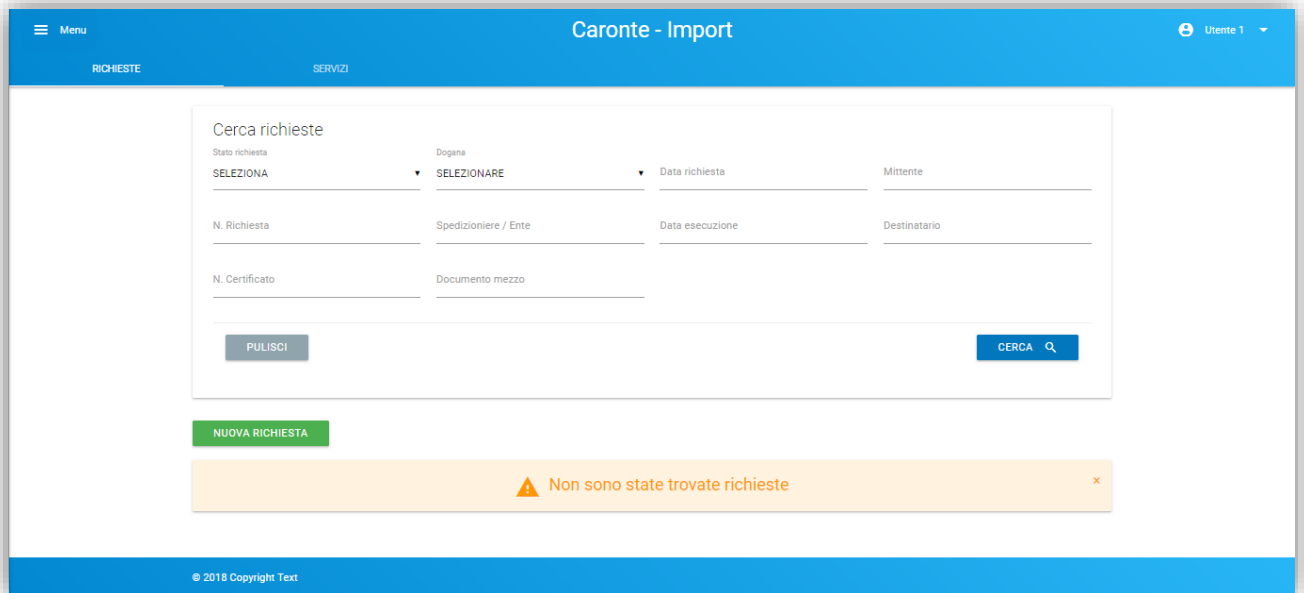 Menu
Caronte - Import
Utente 1
RICHIESTE
SERVIZI
Cerca richieste
Stato richiesta
Dogana
SELEZIONA
SELEZIONARE
Data richiesta
Mittente
N. Richiesta
Spedizioniere / Ente
Data esecuzione
Destinatario
N. Certificato
Documento mezzo
PULISCI
CERCA
NUOVA RICHIESTA
Non sono state trovate richieste
x
© 2018 Copyright Text